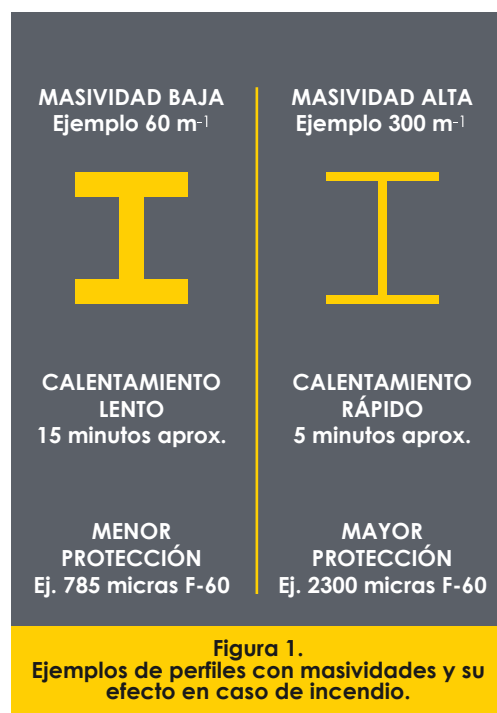 MASIVIDAD BAJA
Ejemplo 60 m-1
CALENTAMIENTO
LENTO
15 minutos aprox.
MENOR
PROTECCIÓN
Ej. 785 micras F-60
MASIVIDAD ALTA
Ejemplo 300 m-1
CALENTAMIENTO
RÁPIDO
5 minutos aprox.
MAYOR
PROTECCIÓN
Ej. 2300 micras F-60
Figura 1.
Ejemplos de perfiles con masividades y su
efecto en caso de incendio.